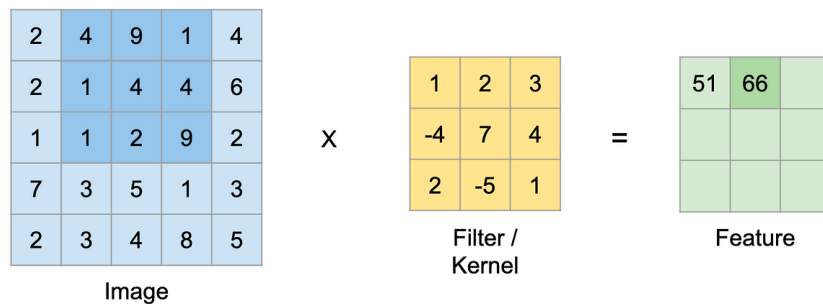 2 4 9 1 4
2 1 4 4 6
1 1 2 9 2
7 3 5 1 3
2 3 4 8 5
Image
X
1 2 3
-4 7 4
2 -5 1
Filter /
Kernel
=
51 66
Feature